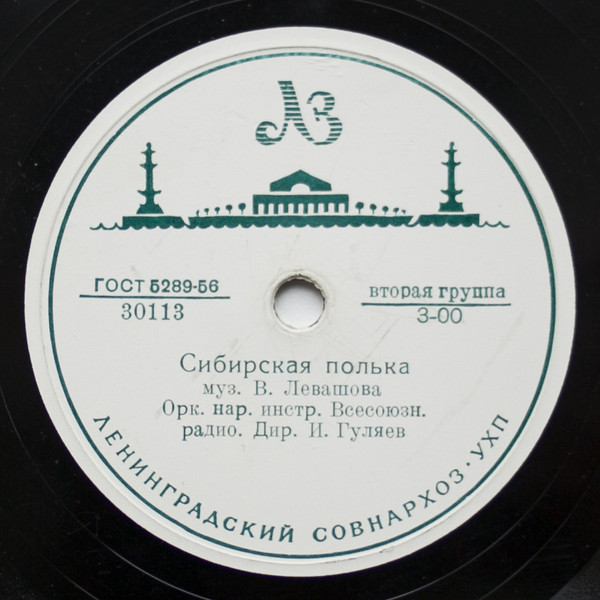 ЛЗ
ГОСТ 5289-56
30113
вторая группа
3-00
Сибирская полька
муз. В. Левашова
Орк. нар. инстр. Всесоюзн.
радио. Дир. И. Гуляев
ЛЕНИНГРАДСКИЙ СОВНАРХОЗ · УХП